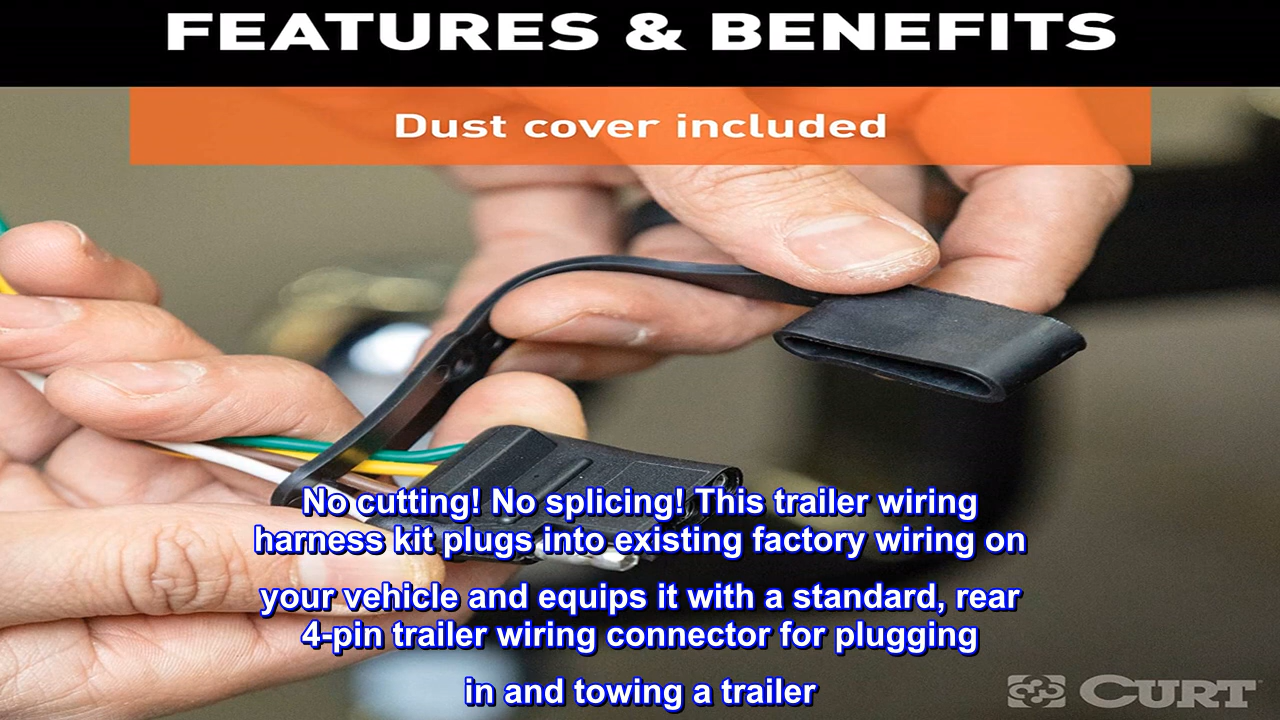 FEATURES & BENEFITS
Dust cover included
No cutting! No splicing! This trailer wiring
harness kit plugs into existing factory wiring on
your vehicle and equips it with a standard, rear
4-pin trailer wiring connector for plugging
in and towing a trailer
CURT